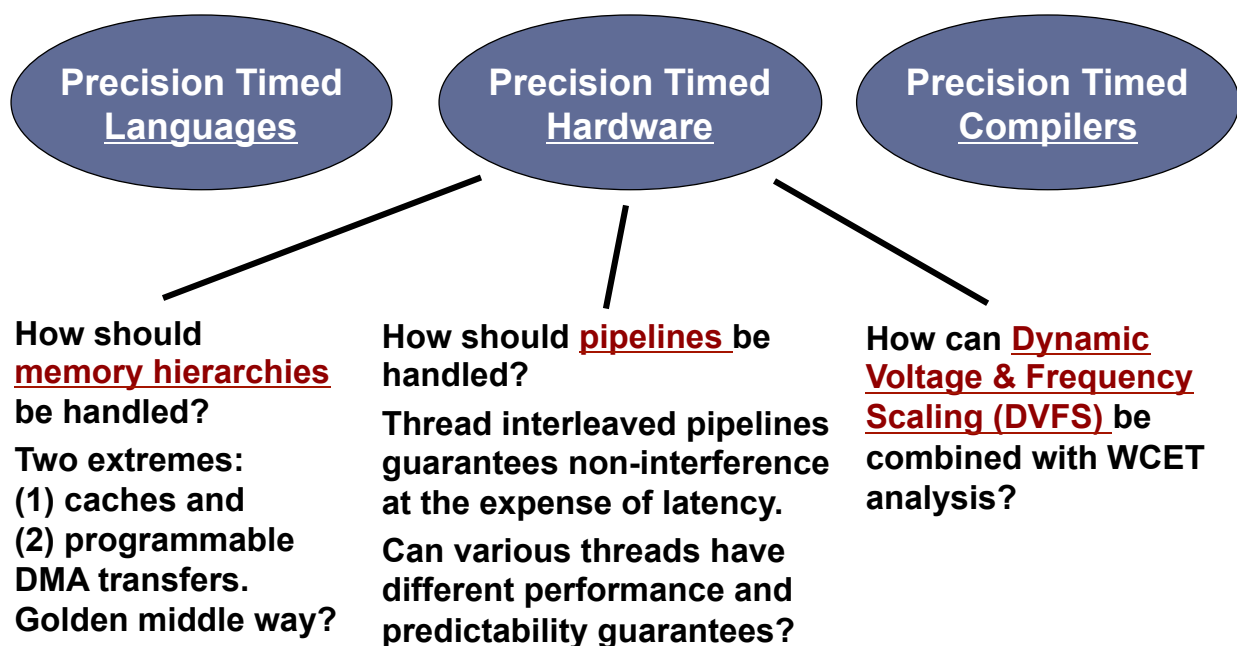 Precision Timed
Languages
Precision Timed
Hardware
Precision Timed
Compilers
How should
memory hierarchies
be handled?
Two extremes:
(1) caches and
(2) programmable
DMA transfers.
Golden middle way?
How should pipelines be
handled?
Thread interleaved pipelines
guarantees non-interference
at the expense of latency.
Can various threads have
different performance and
predictability guarantees?
How can Dynamic
Voltage & Frequency
Scaling (DVFS) be
combined with WCET
analysis?